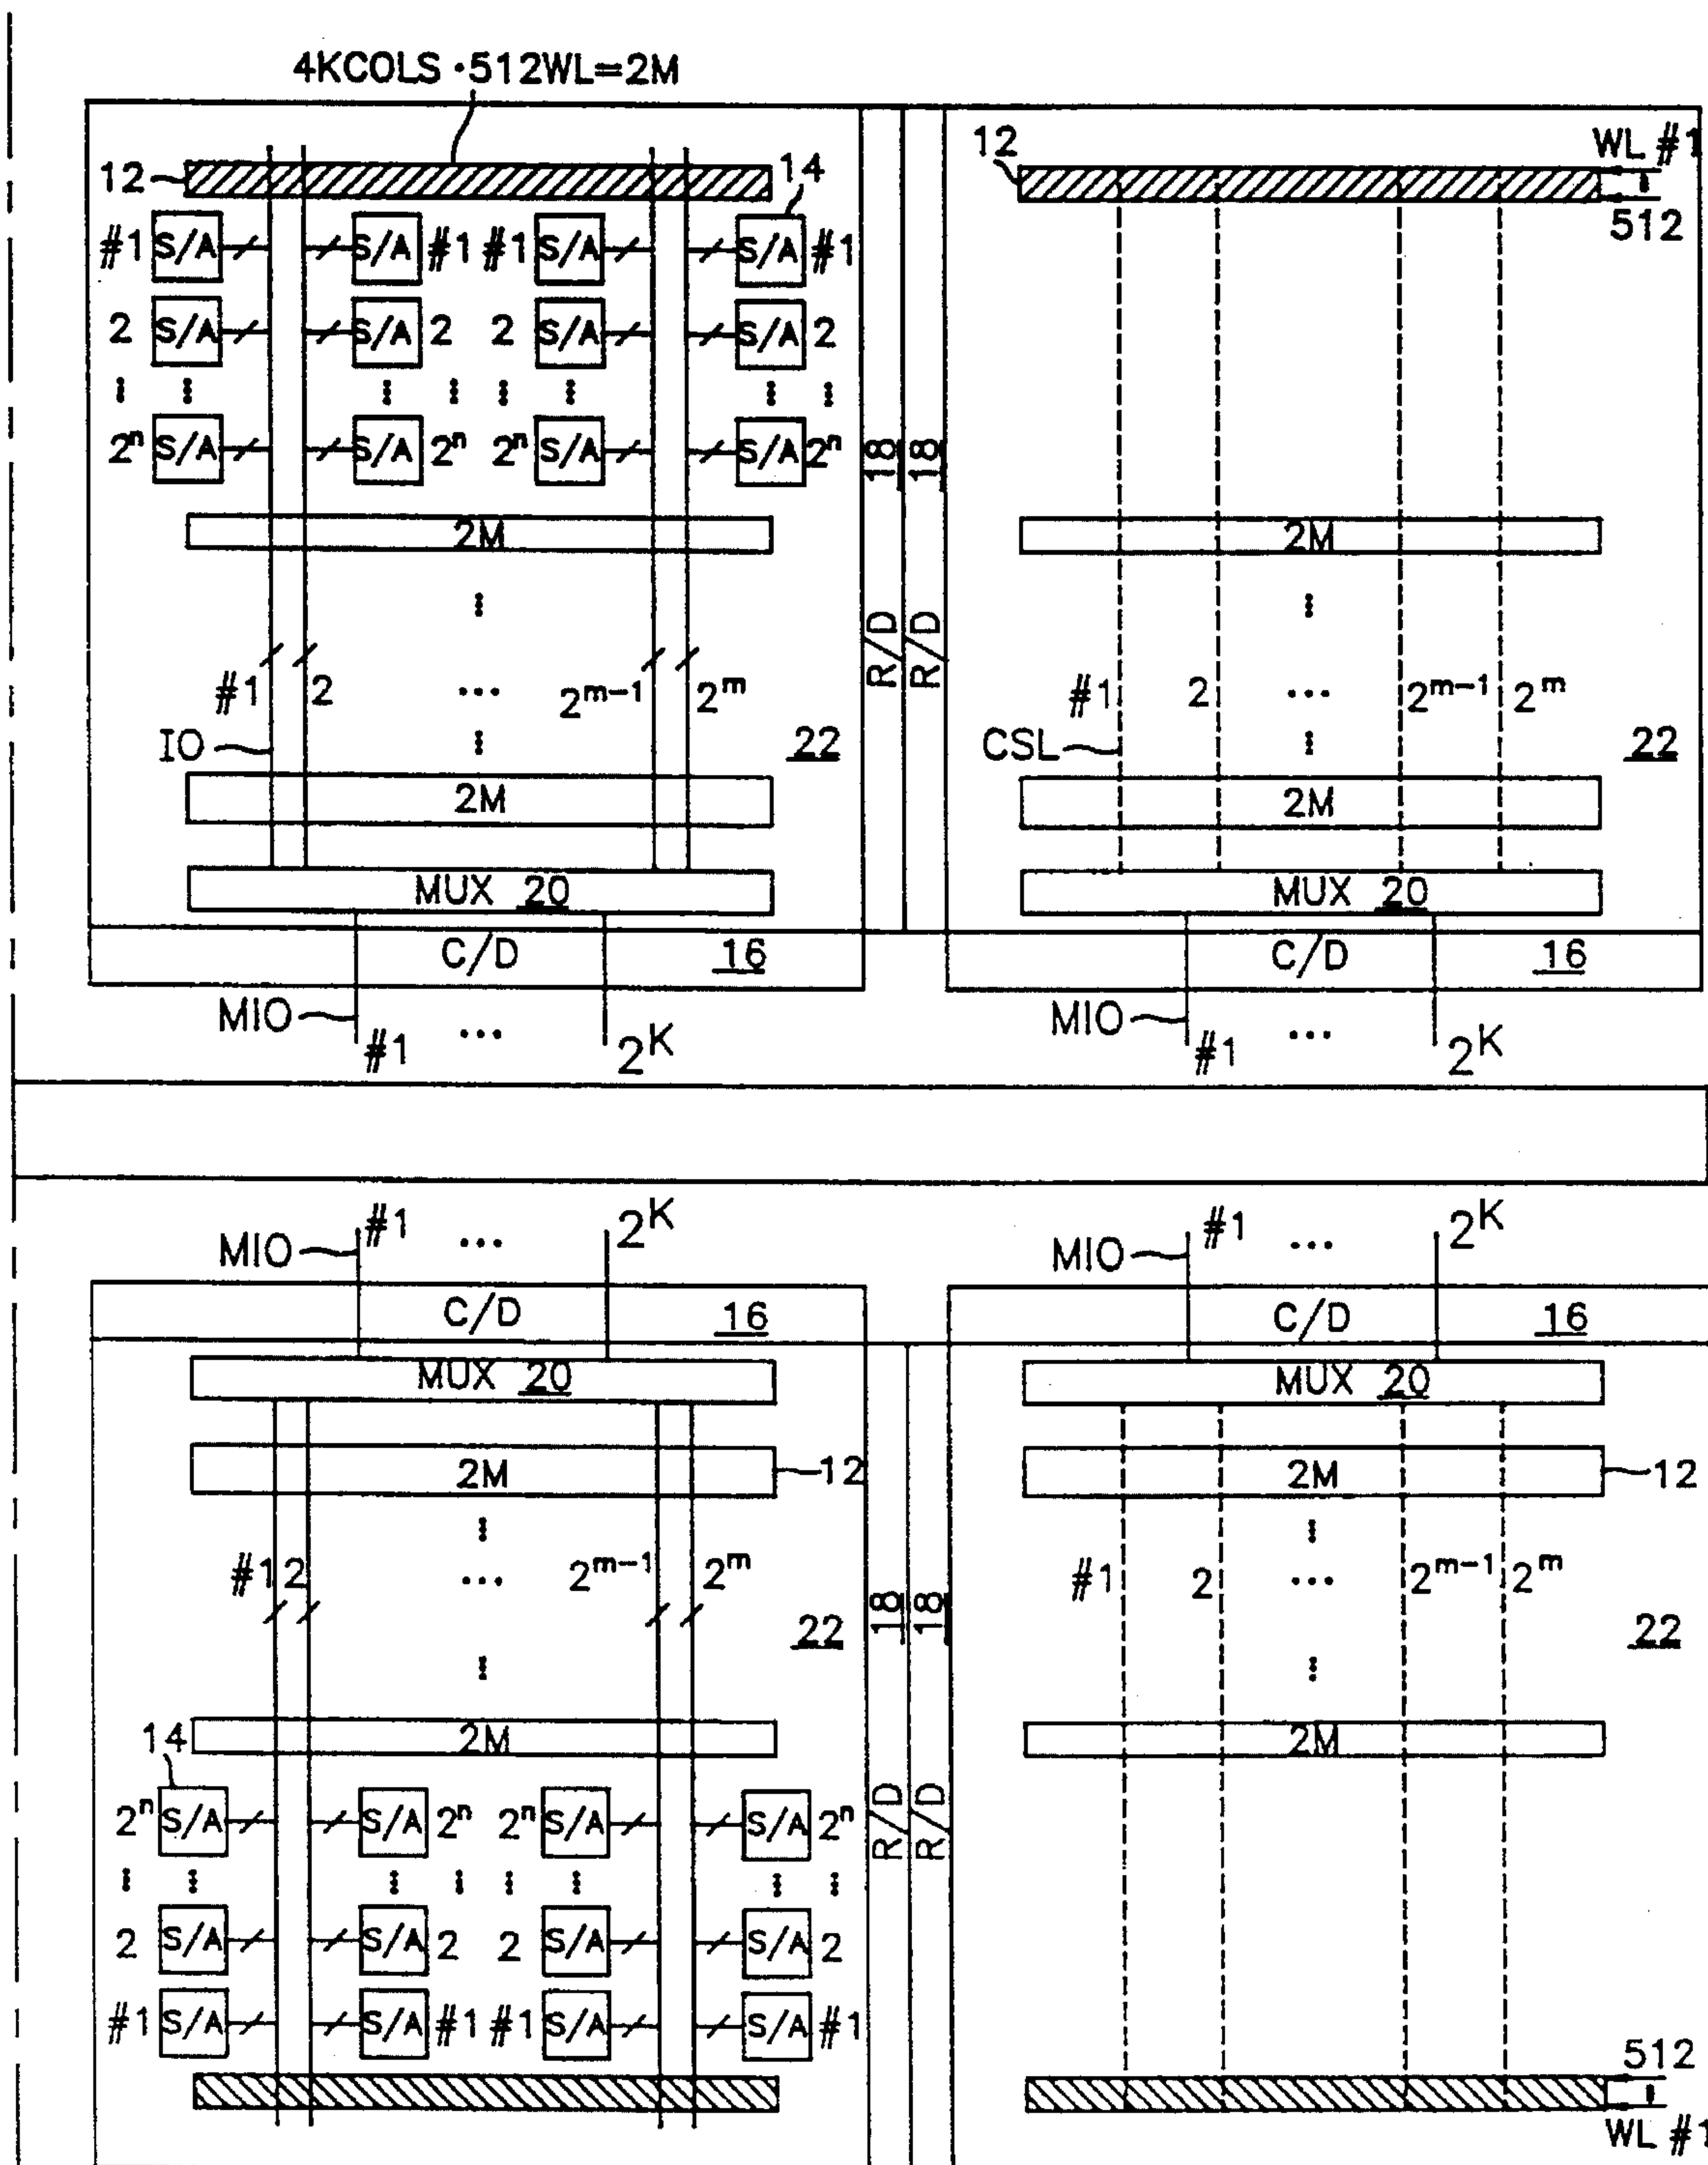 4KCOLS ·512WL=2M
12 14 12 WL #1
512
#1 S/A S/A #1 #1 S/A S/A #1
2 S/A S/A 2 2 S/A S/A 2
2ⁿ S/A S/A 2ⁿ 2ⁿ S/A S/A 2ⁿ
18 18
2M 2M
R/D R/D
#1 2 ... 2ᵐ⁻¹ 2ᵐ #1 2 ... 2ᵐ⁻¹ 2ᵐ
IO 22 CSL 22
2M 2M
MUX 20 MUX 20
C/D 16 C/D 16
MIO #1 ... 2ᴷ MIO #1 ... 2ᴷ
MIO #1 ... 2ᴷ MIO #1 ... 2ᴷ
C/D 16 C/D 16
MUX 20 MUX 20
2M 12 2M 12
#1 2 ... 2ᵐ⁻¹ 2ᵐ #1 2 ... 2ᵐ⁻¹ 2ᵐ
18 18
22 22
14 2M 2M
R/D R/D
2ⁿ S/A S/A 2ⁿ 2ⁿ S/A S/A 2ⁿ
2 S/A S/A 2 2 S/A S/A 2
#1 S/A S/A #1 #1 S/A S/A #1
512
WL #1